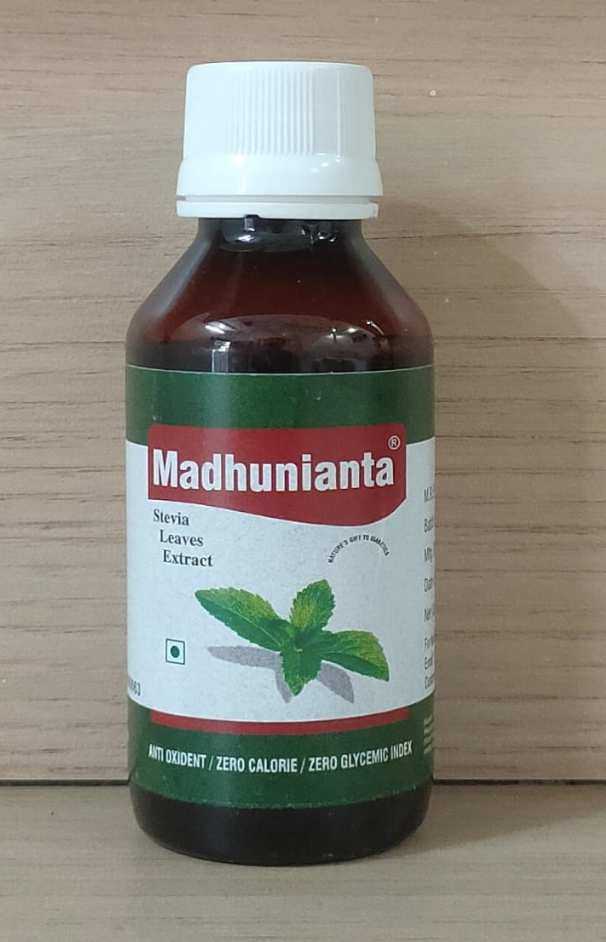 Madhunianta®
Stevia
Leaves
Extract
NATURE'S GIFT TO DIABETICS
ANTI OXIDENT / ZERO CALORIE / ZERO GLYCEMIC INDEX